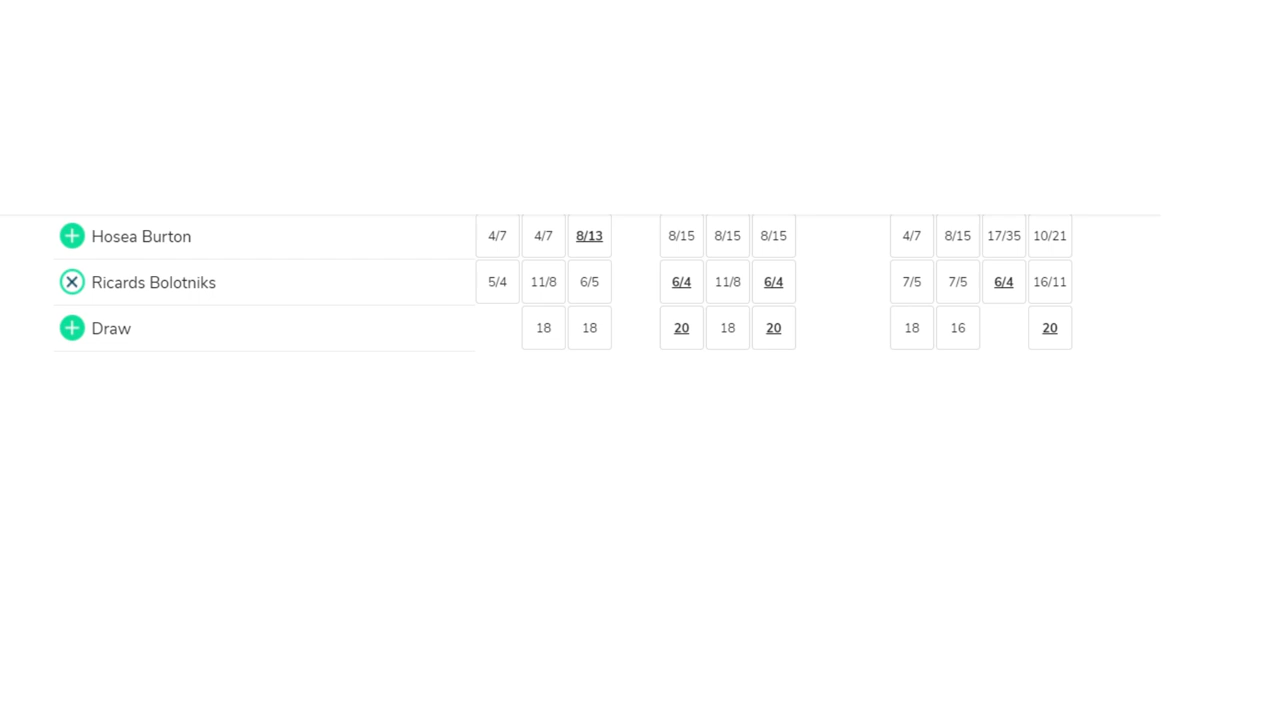 Hosea Burton 4/7 4/7 8/13 8/15 8/15 8/15 4/7 8/15 17/35 10/21
Ricards Bolotniks 5/4 11/8 6/5 6/4 11/8 6/4 7/5 7/5 6/4 16/11
Draw 18 18 20 18 20 18 16 20